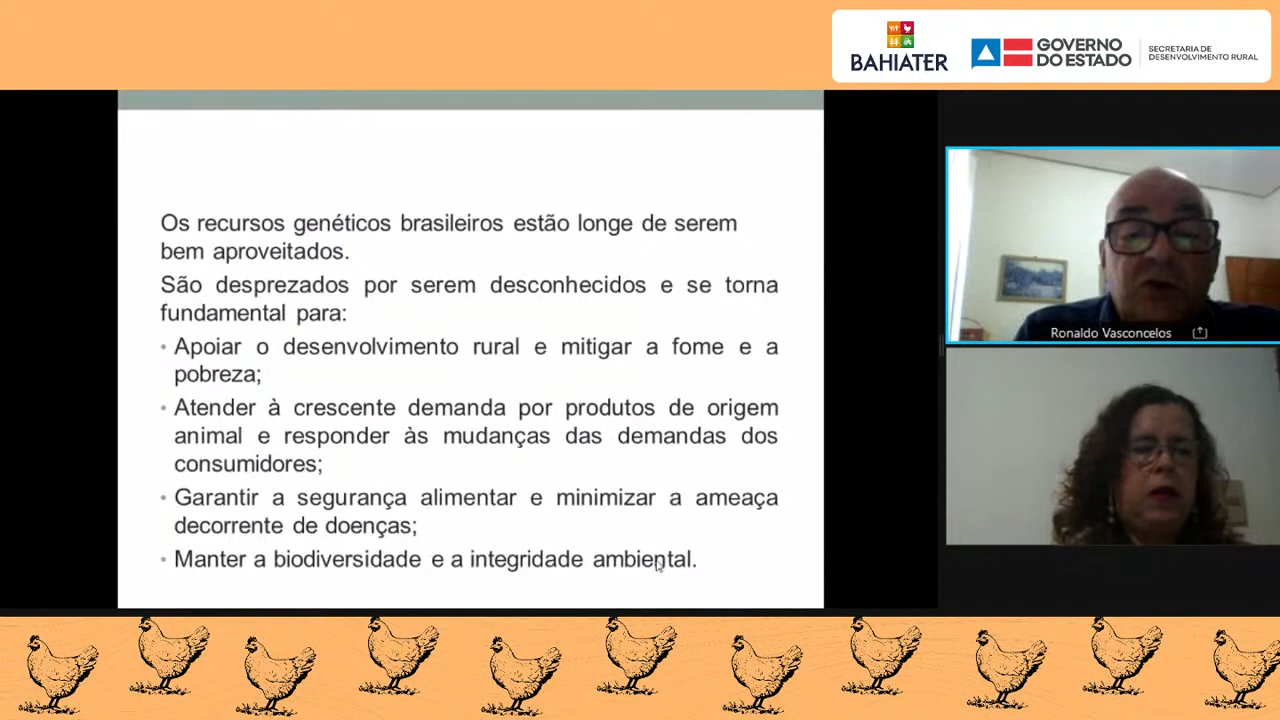 BAHIATER
GOVERNO
DO ESTADO
SECRETARIA DE
DESENVOLVIMENTO RURAL
Os recursos genéticos brasileiros estão longe de serem
bem aproveitados.
São desprezados por serem desconhecidos e se torna
fundamental para:
• Apoiar o desenvolvimento rural e mitigar a fome e a
pobreza;
• Atender à crescente demanda por produtos de origem
animal e responder às mudanças das demandas dos
consumidores;
• Garantir a segurança alimentar e minimizar a ameaça
decorrente de doenças;
• Manter a biodiversidade e a integridade ambiental.
Ronaldo Vasconcelos